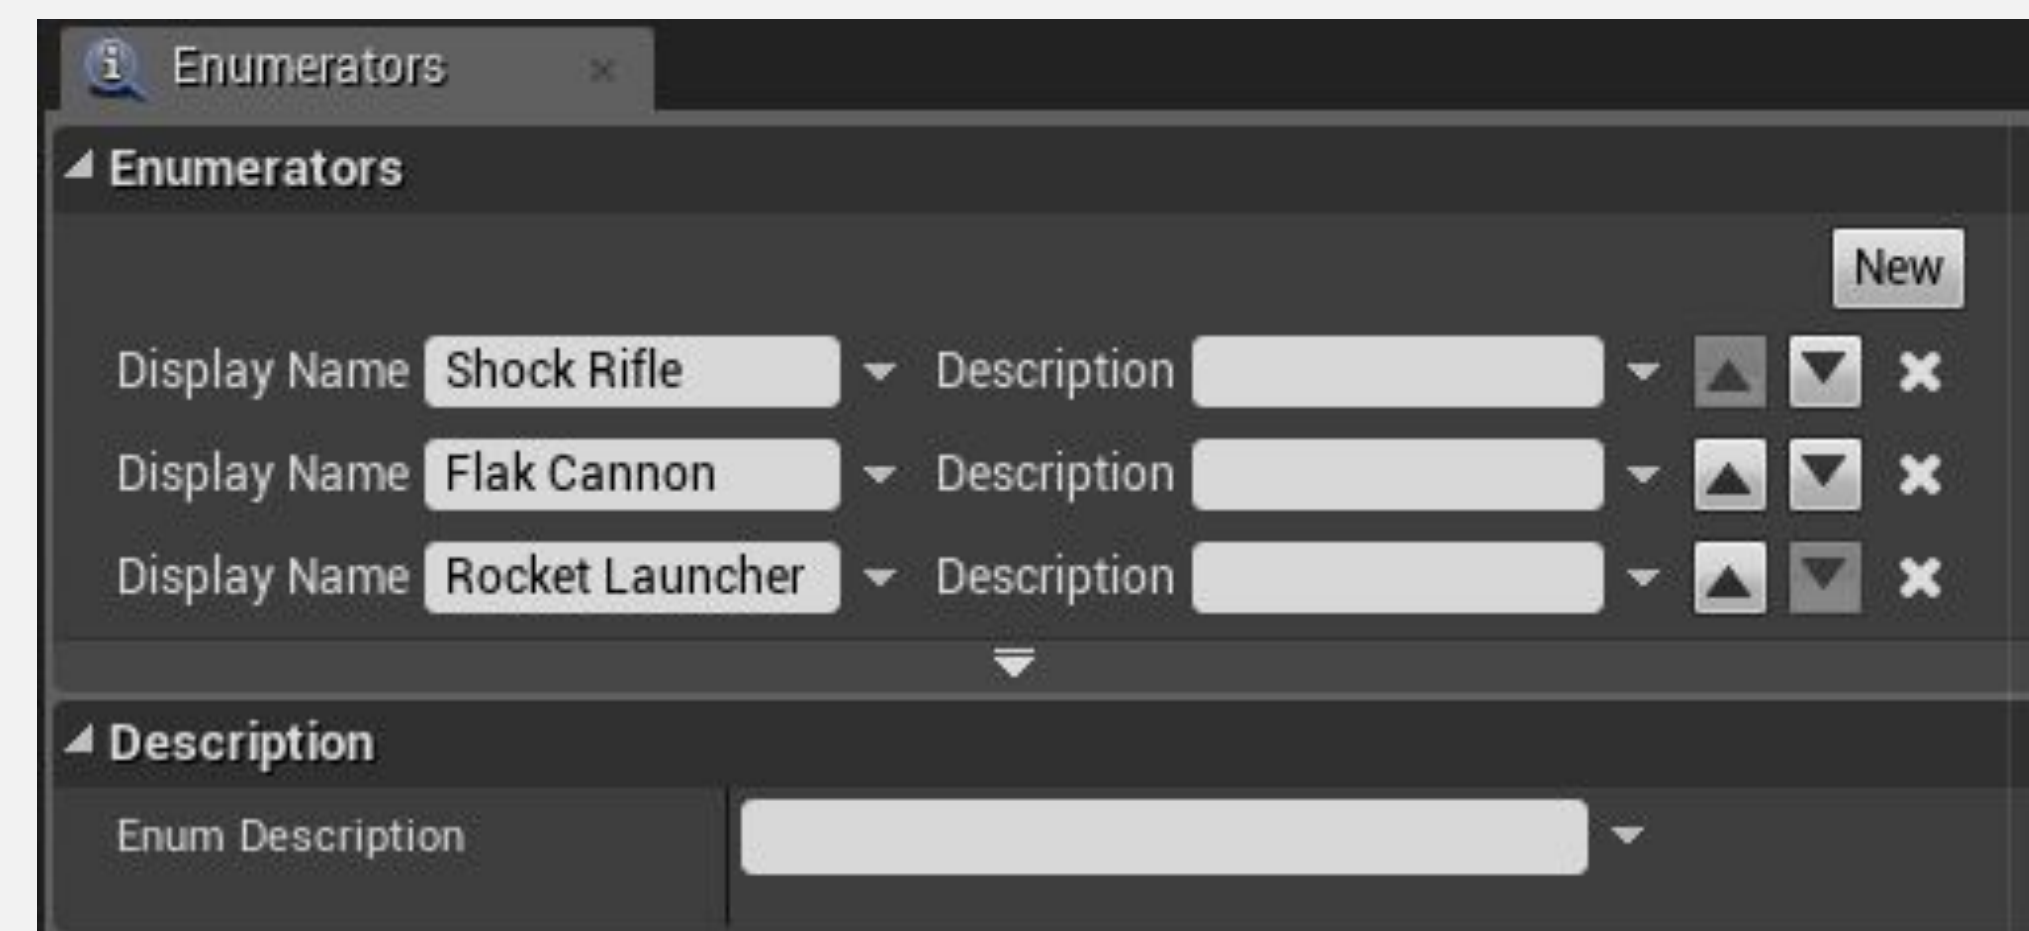 Enumerators
Enumerators
New
Display Name Shock Rifle Description
Display Name Flak Cannon Description
Display Name Rocket Launcher Description
Description
Enum Description